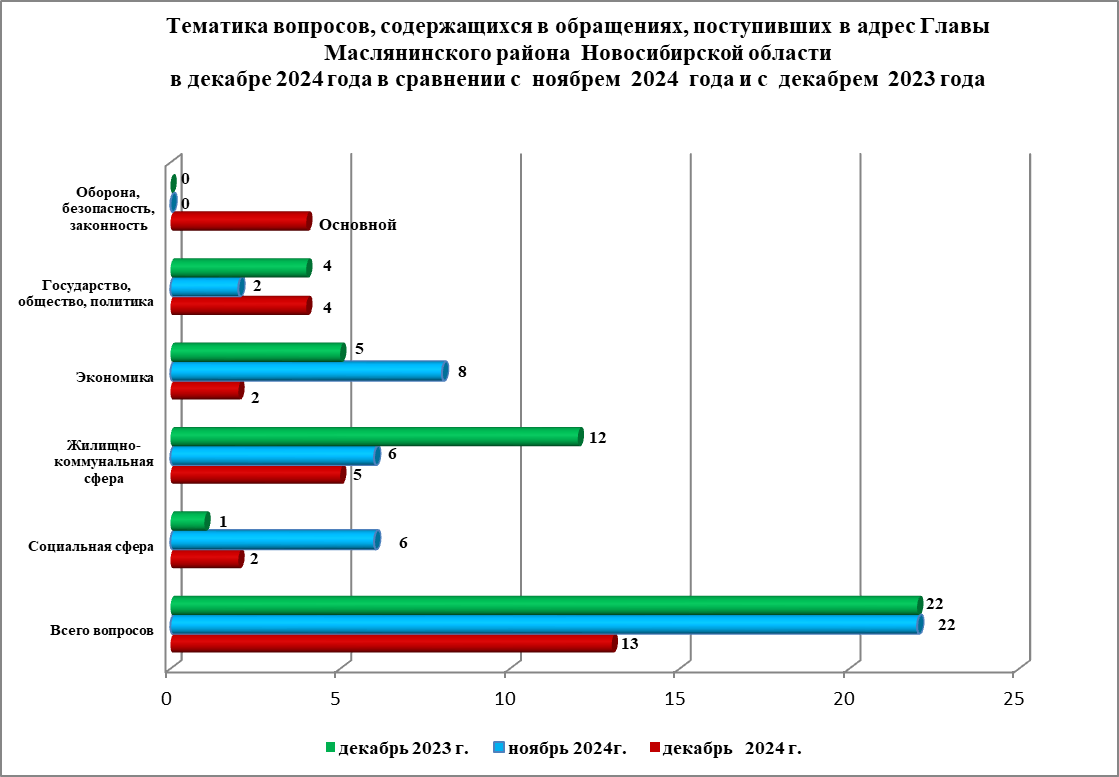 Тематика вопросов, содержащихся в обращениях, поступивших в адрес Главы
Маслянинского района Новосибирской области
в декабре 2024 года в сравнении с ноябрем 2024 года и с декабрем 2023 года
Оборона,
безопасность,
законность
0
0
Основной
Государство,
общество, политика
4
2
4
Экономика
5
8
2
Жилищно-
коммунальная
сфера
12
6
5
Социальная сфера
1
6
2
Всего вопросов
22
22
13
0 5 10 15 20 25
декабрь 2023 г. ноябрь 2024г. декабрь 2024 г.